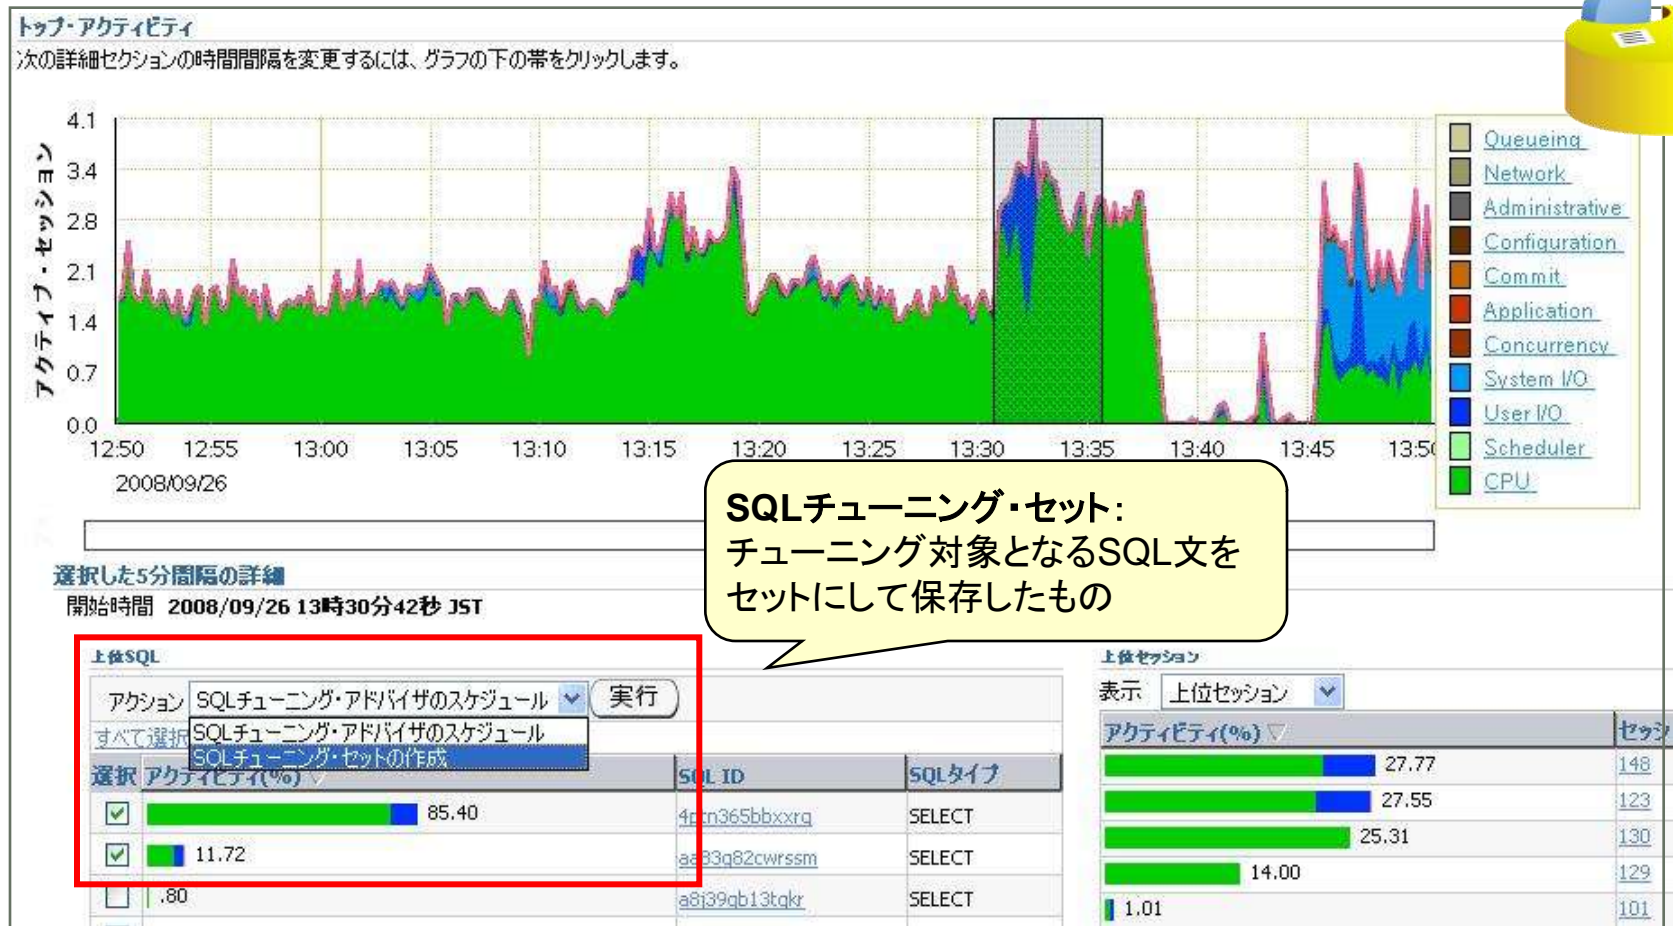 トップ・アクティビティ
次の詳細セクションの時間間隔を変更するには、グラフの下の帯をクリックします。
アクティブ・セッション
4.1
3.4
2.8
2.1
1.4
0.7
0.0
12:50 12:55 13:00 13:05 13:10 13:15 13:20 13:25 13:30 13:35 13:40 13:45
2008/09/26
Queueing
Network
Administrative
Configuration
Commit
Application
Concurrency
System I/O
User I/O
Scheduler
CPU
SQLチューニング・セット：
チューニング対象となるSQL文を
セットにして保存したもの
選択した5分間隔の詳細
開始時間 2008/09/26 13時30分42秒 JST
上位SQL
アクション SQLチューニング・アドバイザのスケジュール 実行
SQLチューニング・アドバイザのスケジュール
SQLチューニング・セットの作成
すべて選択
選択 アクティビティ(%) SQL ID SQLタイプ
85.40 4pcn365bbxxrq SELECT
11.72 aa83q82cwrssm SELECT
.80 a8j39qb13tqkr SELECT
上位セッション
表示 上位セッション
アクティビティ(%)
27.77 148
27.55 123
25.31 130
14.00 129
1.01 101